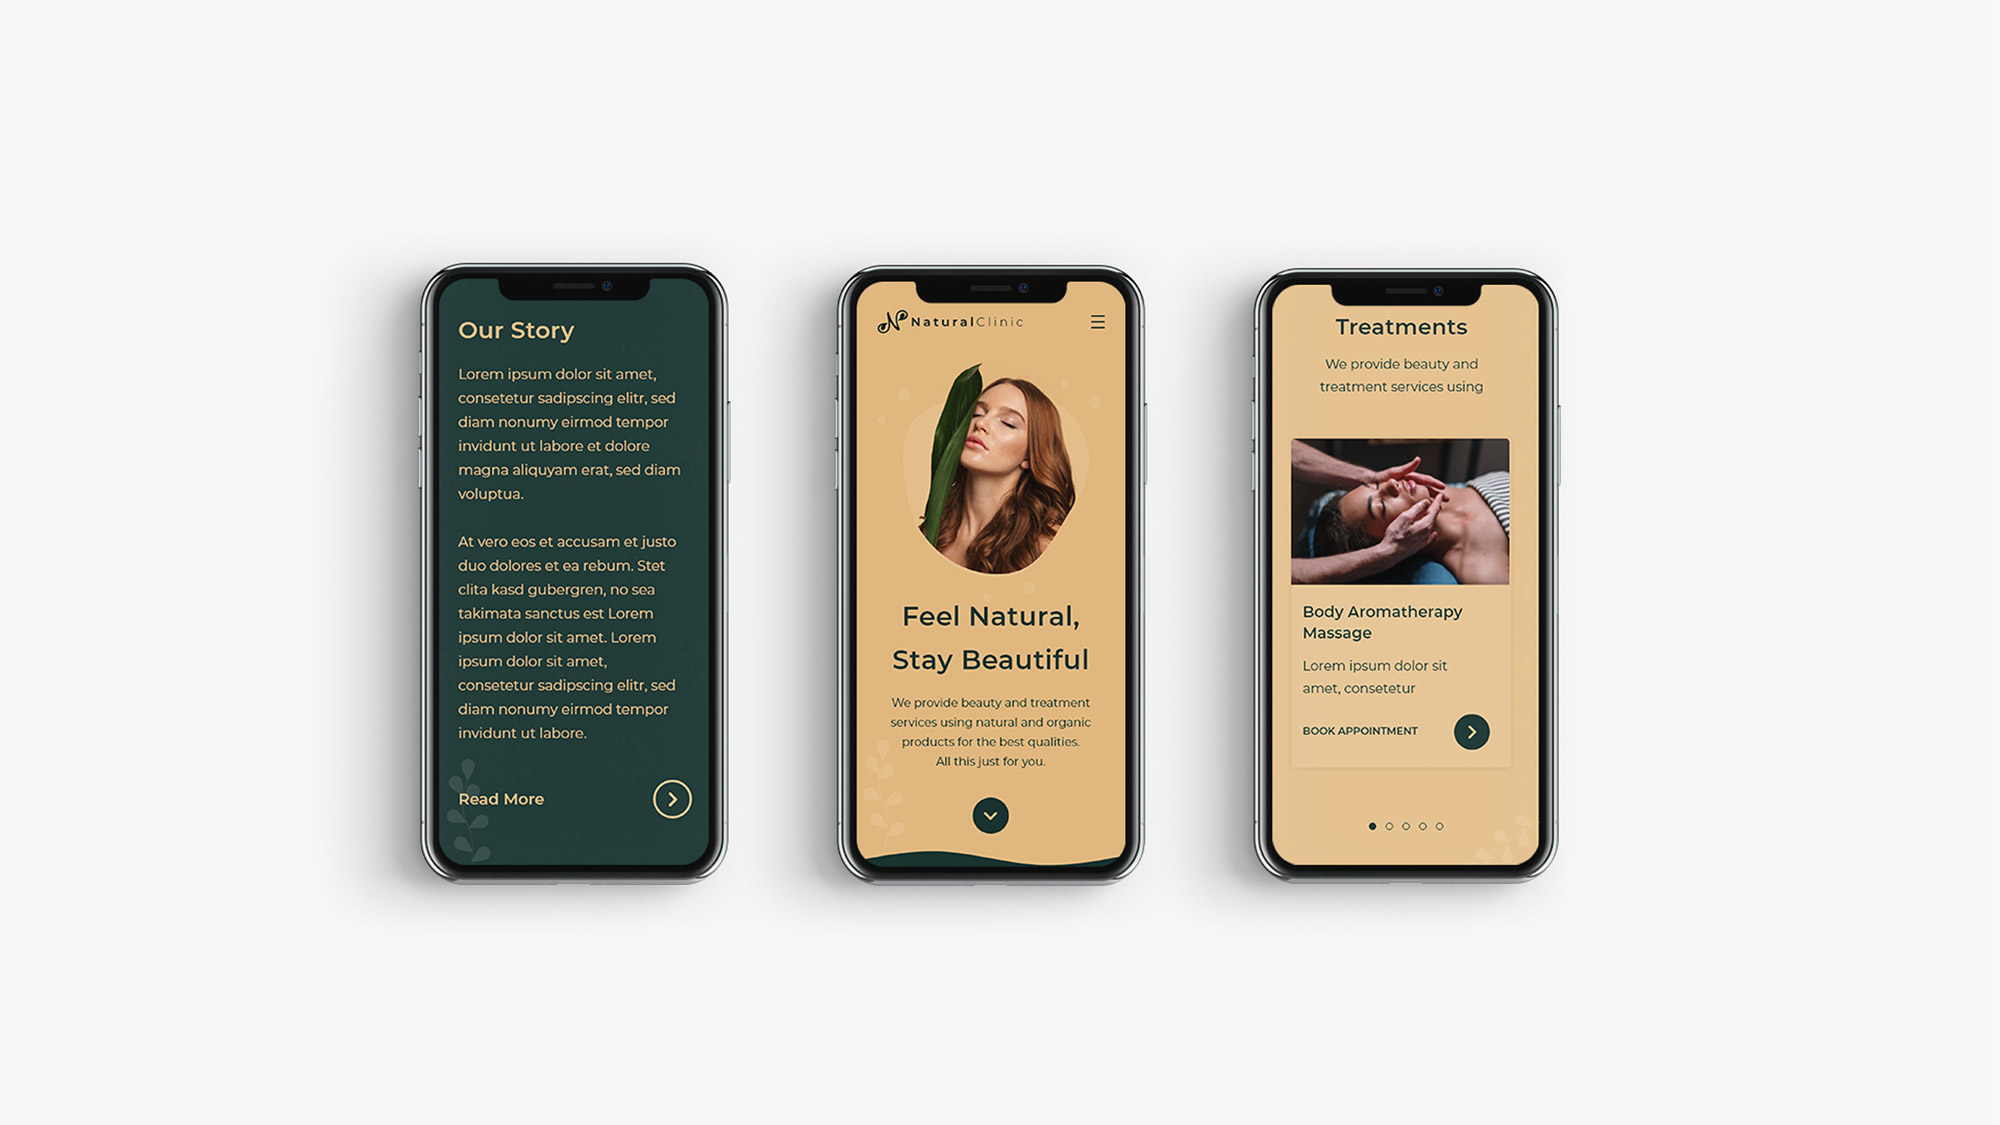 Our Story
Lorem ipsum dolor sit amet,
consetetur sadipscing elitr, sed
diam nonumy eirmod tempor
invidunt ut labore et dolore
magna aliquyam erat, sed diam
voluptua.
At vero eos et accusam et justo
duo dolores et ea rebum. Stet
clita kasd gubergren, no sea
takimata sanctus est Lorem
ipsum dolor sit amet. Lorem
ipsum dolor sit amet,
consetetur sadipscing elitr, sed
diam nonumy eirmod tempor
invidunt ut labore.
Read More
NaturalClinic
Feel Natural,
Stay Beautiful
We provide beauty and treatment
services using natural and organic
products for the best qualities.
All this just for you.
Treatments
We provide beauty and
treatment services using
Body Aromatherapy
Massage
Lorem ipsum dolor sit
amet, consetetur
BOOK APPOINTMENT